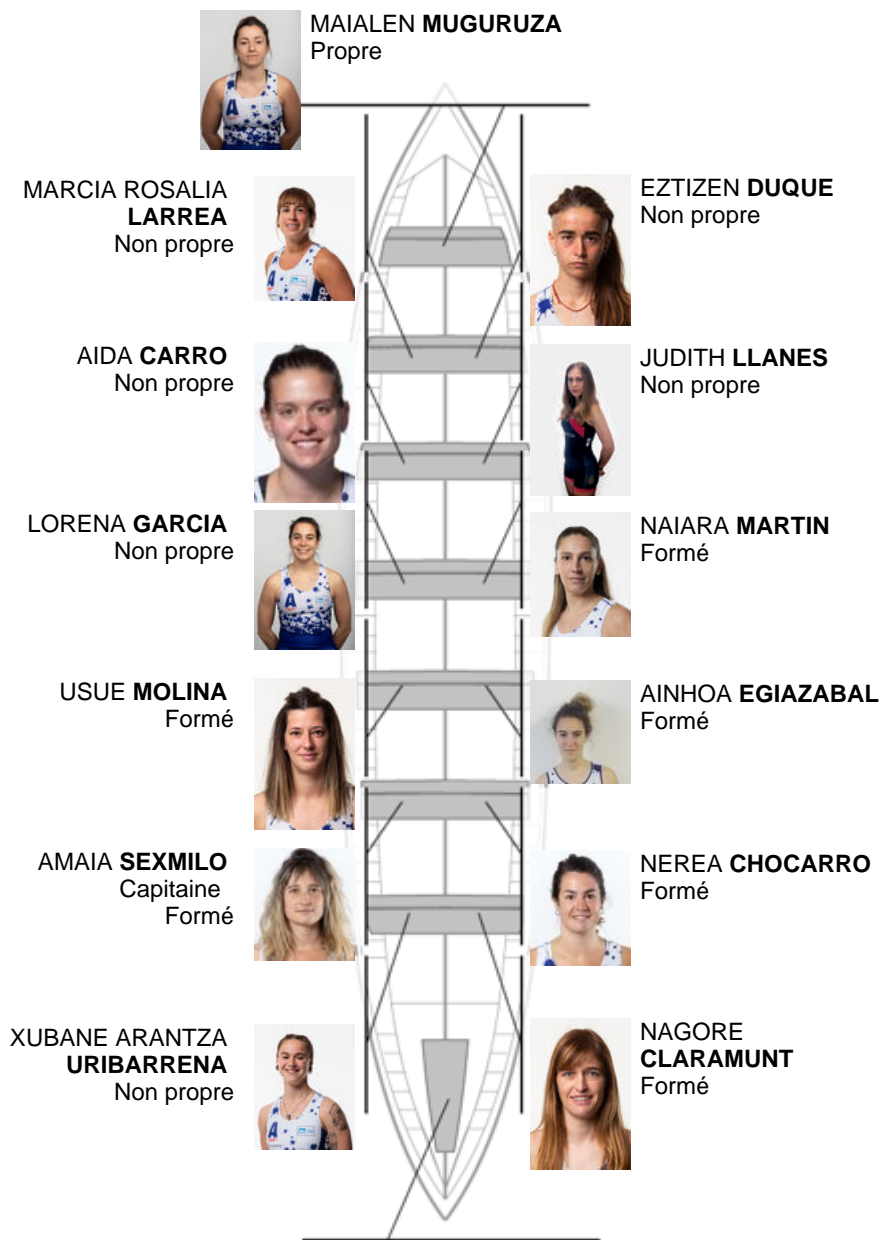 MAIALEN MUGURUZA
Propre
MARCIA ROSALIA
LARREA
Non propre
EZTIZEN DUQUE
Non propre
AIDA CARRO
Non propre
JUDITH LLANES
Non propre
LORENA GARCIA
Non propre
NAIARA MARTIN
Formé
USUE MOLINA
Formé
AINHOA EGIAZABAL
Formé
AMAIA SEXMILO
Capitaine
Formé
NEREA CHOCARRO
Formé
XUBANE ARANTZA
URIBARRENA
Non propre
NAGORE
CLARAMUNT
Formé